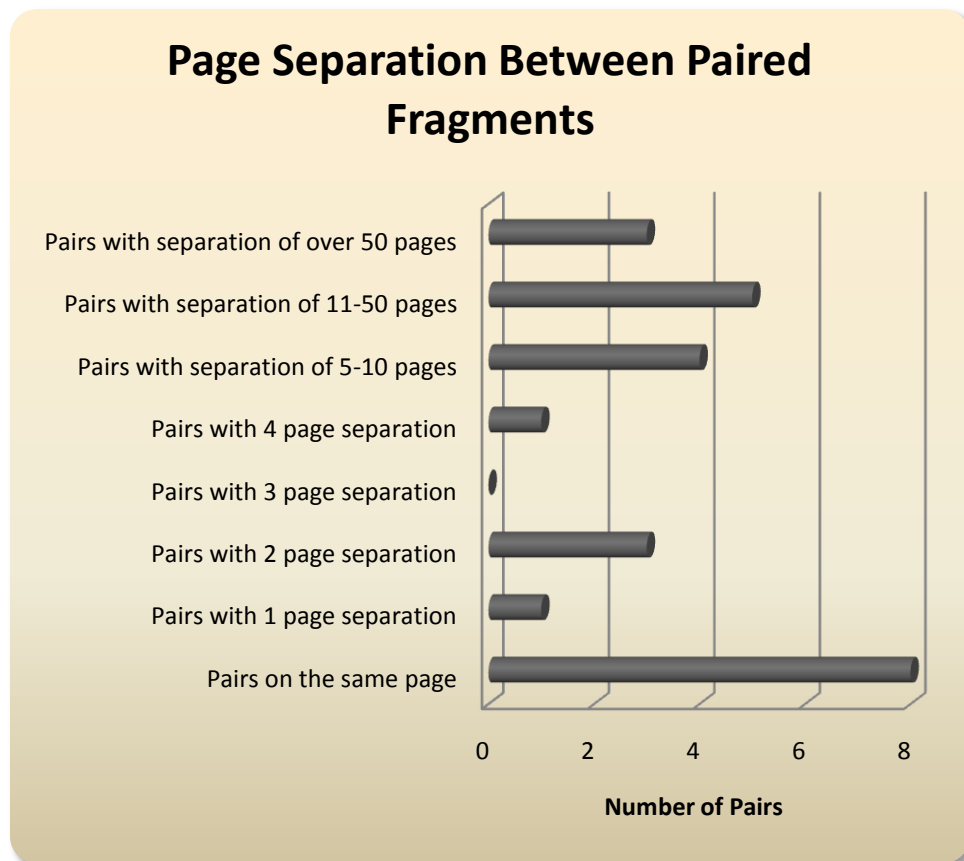 Page Separation Between Paired
Fragments
Pairs with separation of over 50 pages
Pairs with separation of 11-50 pages
Pairs with separation of 5-10 pages
Pairs with 4 page separation
Pairs with 3 page separation
Pairs with 2 page separation
Pairs with 1 page separation
Pairs on the same page
0 2 4 6 8
Number of Pairs